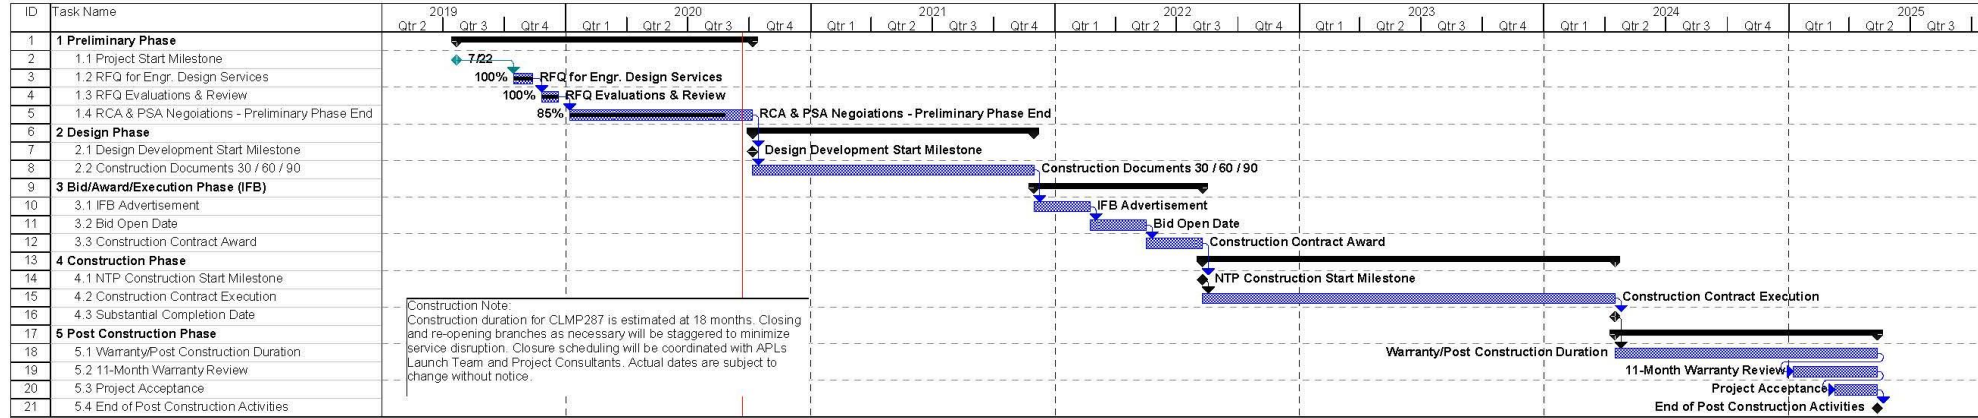 ID Task Name 2019 2020 2021 2022 2023 2024 2025
Qtr 2 Qtr 3 Qtr 4 Qtr 1 Qtr 2 Qtr 3 Qtr 4 Qtr 1 Qtr 2 Qtr 3 Qtr 4 Qtr 1 Qtr 2 Qtr 3 Qtr 4 Qtr 1 Qtr 2 Qtr 3 Qtr 4 Qtr 1 Qtr 2 Qtr 3 Qtr 4 Qtr 1 Qtr 2 Qtr 3
1 1 Preliminary Phase
2 1.1 Project Start Milestone 7/22
3 1.2 RFQ for Engr. Design Services 100% RFQ for Engr. Design Services
4 1.3 RFQ Evaluations & Review 100% RFQ Evaluations & Review
5 1.4 RCA & PSA Negoiations - Preliminary Phase End 85% RCA & PSA Negoiations - Preliminary Phase End
6 2 Design Phase
7 2.1 Design Development Start Milestone Design Development Start Milestone
8 2.2 Construction Documents 30 / 60 / 90 Construction Documents 30 / 60 / 90
9 3 Bid/Award/Execution Phase (IFB)
10 3.1 IFB Advertisement IFB Advertisement
11 3.2 Bid Open Date Bid Open Date
12 3.3 Construction Contract Award Construction Contract Award
13 4 Construction Phase
14 4.1 NTP Construction Start Milestone NTP Construction Start Milestone
15 4.2 Construction Contract Execution Construction Contract Execution
16 4.3 Substantial Completion Date
17 5 Post Construction Phase
18 5.1 Warranty/Post Construction Duration Warranty/Post Construction Duration
19 5.2 11-Month Warranty Review 11-Month Warranty Review
20 5.3 Project Acceptance Project Acceptance
21 5.4 End of Post Construction Activities End of Post Construction Activities
Construction Note:
Construction duration for CLMP287 is estimated at 18 months. Closing
and re-opening branches as necessary will be staggered to minimize
service disruption. Closure scheduling will be coordinated with APLs
Launch Team and Project Consultants. Actual dates are subject to
change without notice.